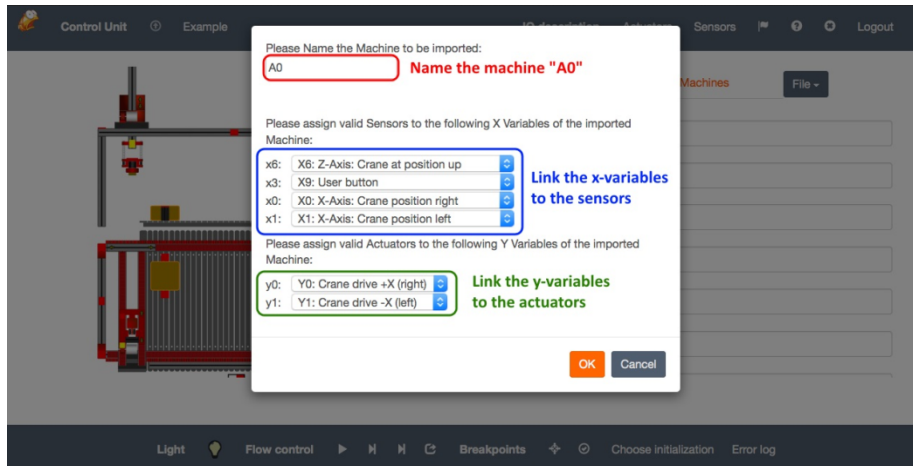 Control Unit Example IO description Actuators Sensors Logout
Please Name the Machine to be imported:
A0
Name the machine "A0"
Machines
File
Please assign valid Sensors to the following X Variables of the imported
Machine:
x6: X6: Z-Axis: Crane at position up
x3: X9: User button
x0: X0: X-Axis: Crane position right
x1: X1: X-Axis: Crane position left
Link the x-variables
to the sensors
Please assign valid Actuators to the following Y Variables of the imported
Machine:
y0: Y0: Crane drive +X (right)
y1: Y1: Crane drive -X (left)
Link the y-variables
to the actuators
OK Cancel
Light Flow control Breakpoints Choose initialization Error log